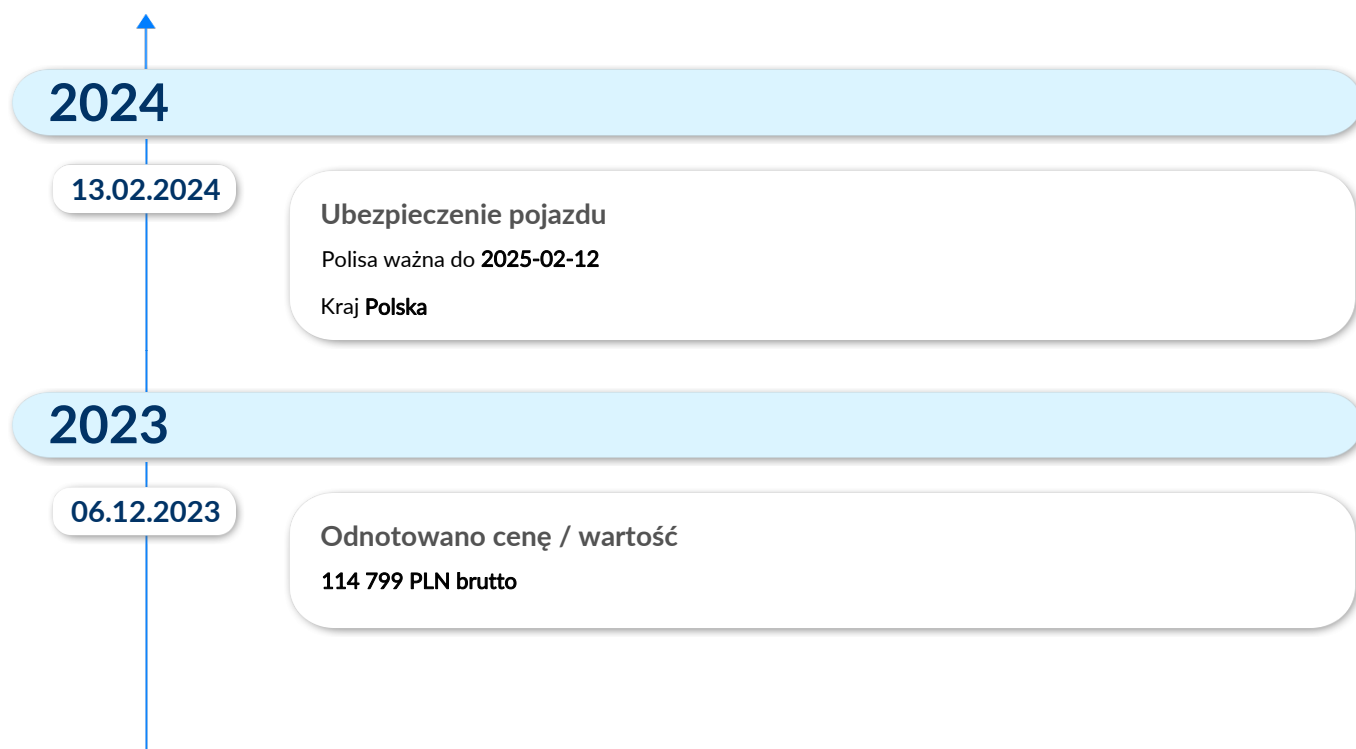 2024
13.02.2024
Ubezpieczenie pojazdu
Polisa ważna do 2025-02-12
Kraj Polska
2023
06.12.2023
Odnotowano cenę / wartość
114 799 PLN brutto